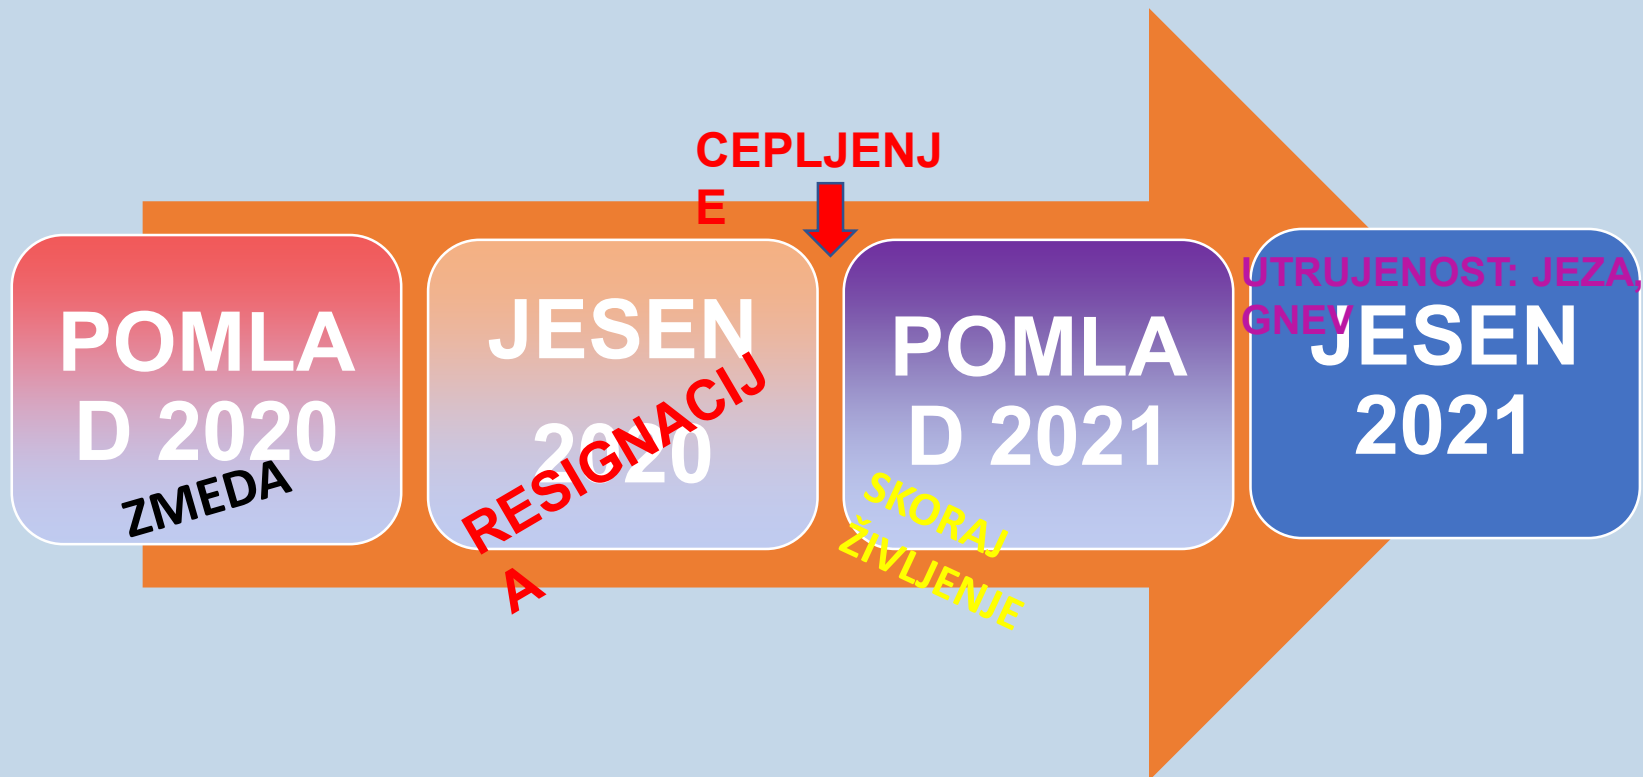 CEPLJENJ
E
POMLA
D 2020
ZMEDA
JESEN
2020
RESIGNACIJ
A
POMLA
D 2021
SKORAJ
ŽIVLJENJE
UTRUJENOST: JEZA,
GNEV
JESEN
2021